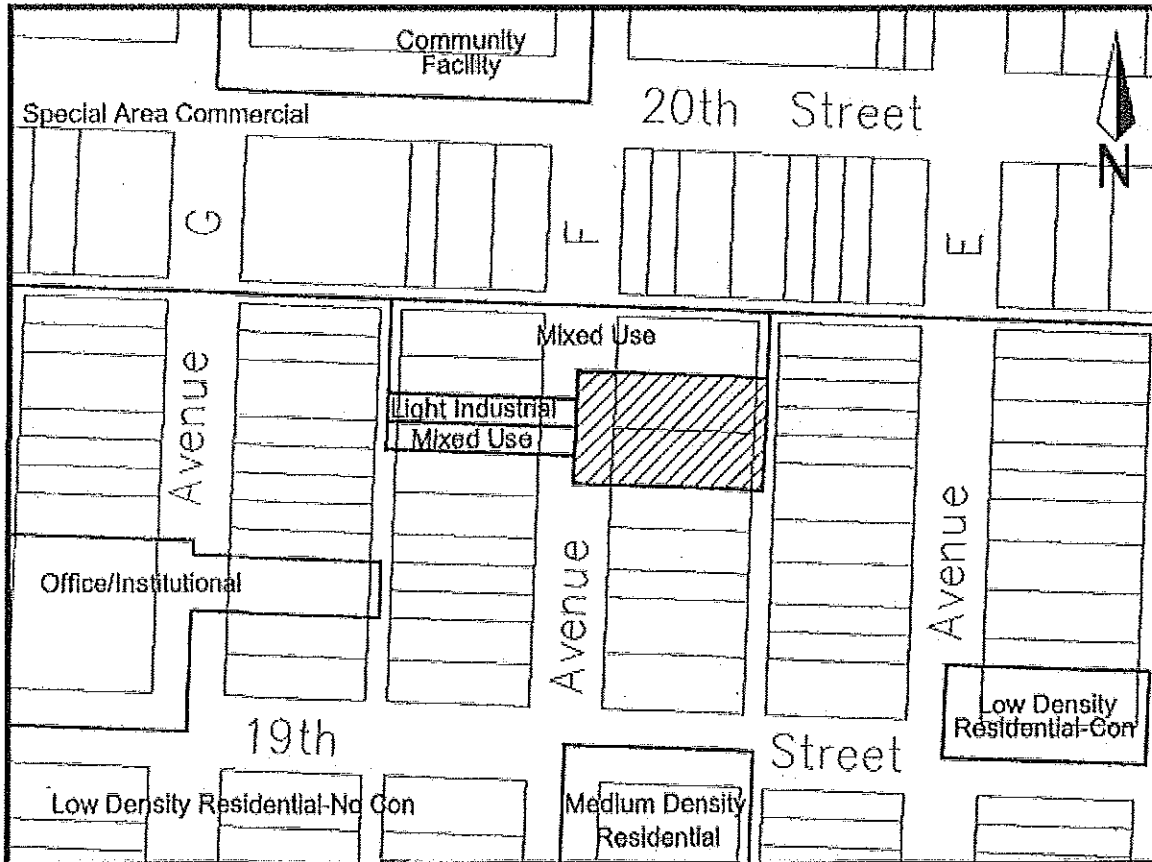 Community
Facility
Special Area Commercial
20th Street
N
G
F
E
Mixed Use
Avenue
Light Industrial
Mixed Use
Office/Institutional
Avenue
Avenue
Low Density
Residential-Con
19th
Street
Low Density Residential-No Con
Medium Density
Residential